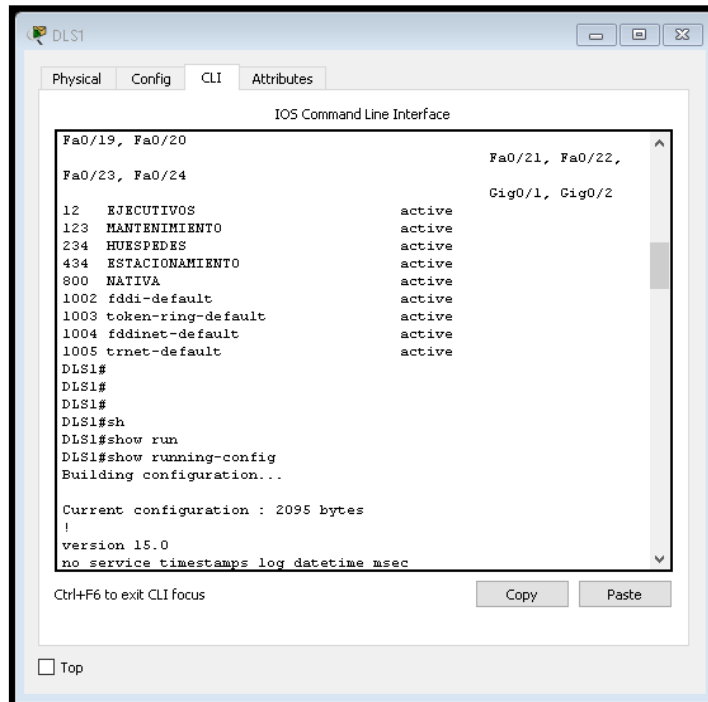 DLS1
Physical Config CLI Attributes
IOS Command Line Interface
Fa0/19, Fa0/20
Fa0/21, Fa0/22,
Fa0/23, Fa0/24
Gig0/1, Gig0/2
12 EJECUTIVOS active
123 MANTENIMIENTO active
234 HUESPEDES active
434 ESTACIONAMIENTO active
800 NATIVA active
1002 fddi-default active
1003 token-ring-default active
1004 fddinet-default active
1005 trnet-default active
DLS1#
DLS1#
DLS1#
DLS1#sh
DLS1#show run
DLS1#show running-config
Building configuration...
Current configuration : 2095 bytes
!
version 15.0
no service timestamps log datetime msec
Ctrl+F6 to exit CLI focus Copy Paste
Top